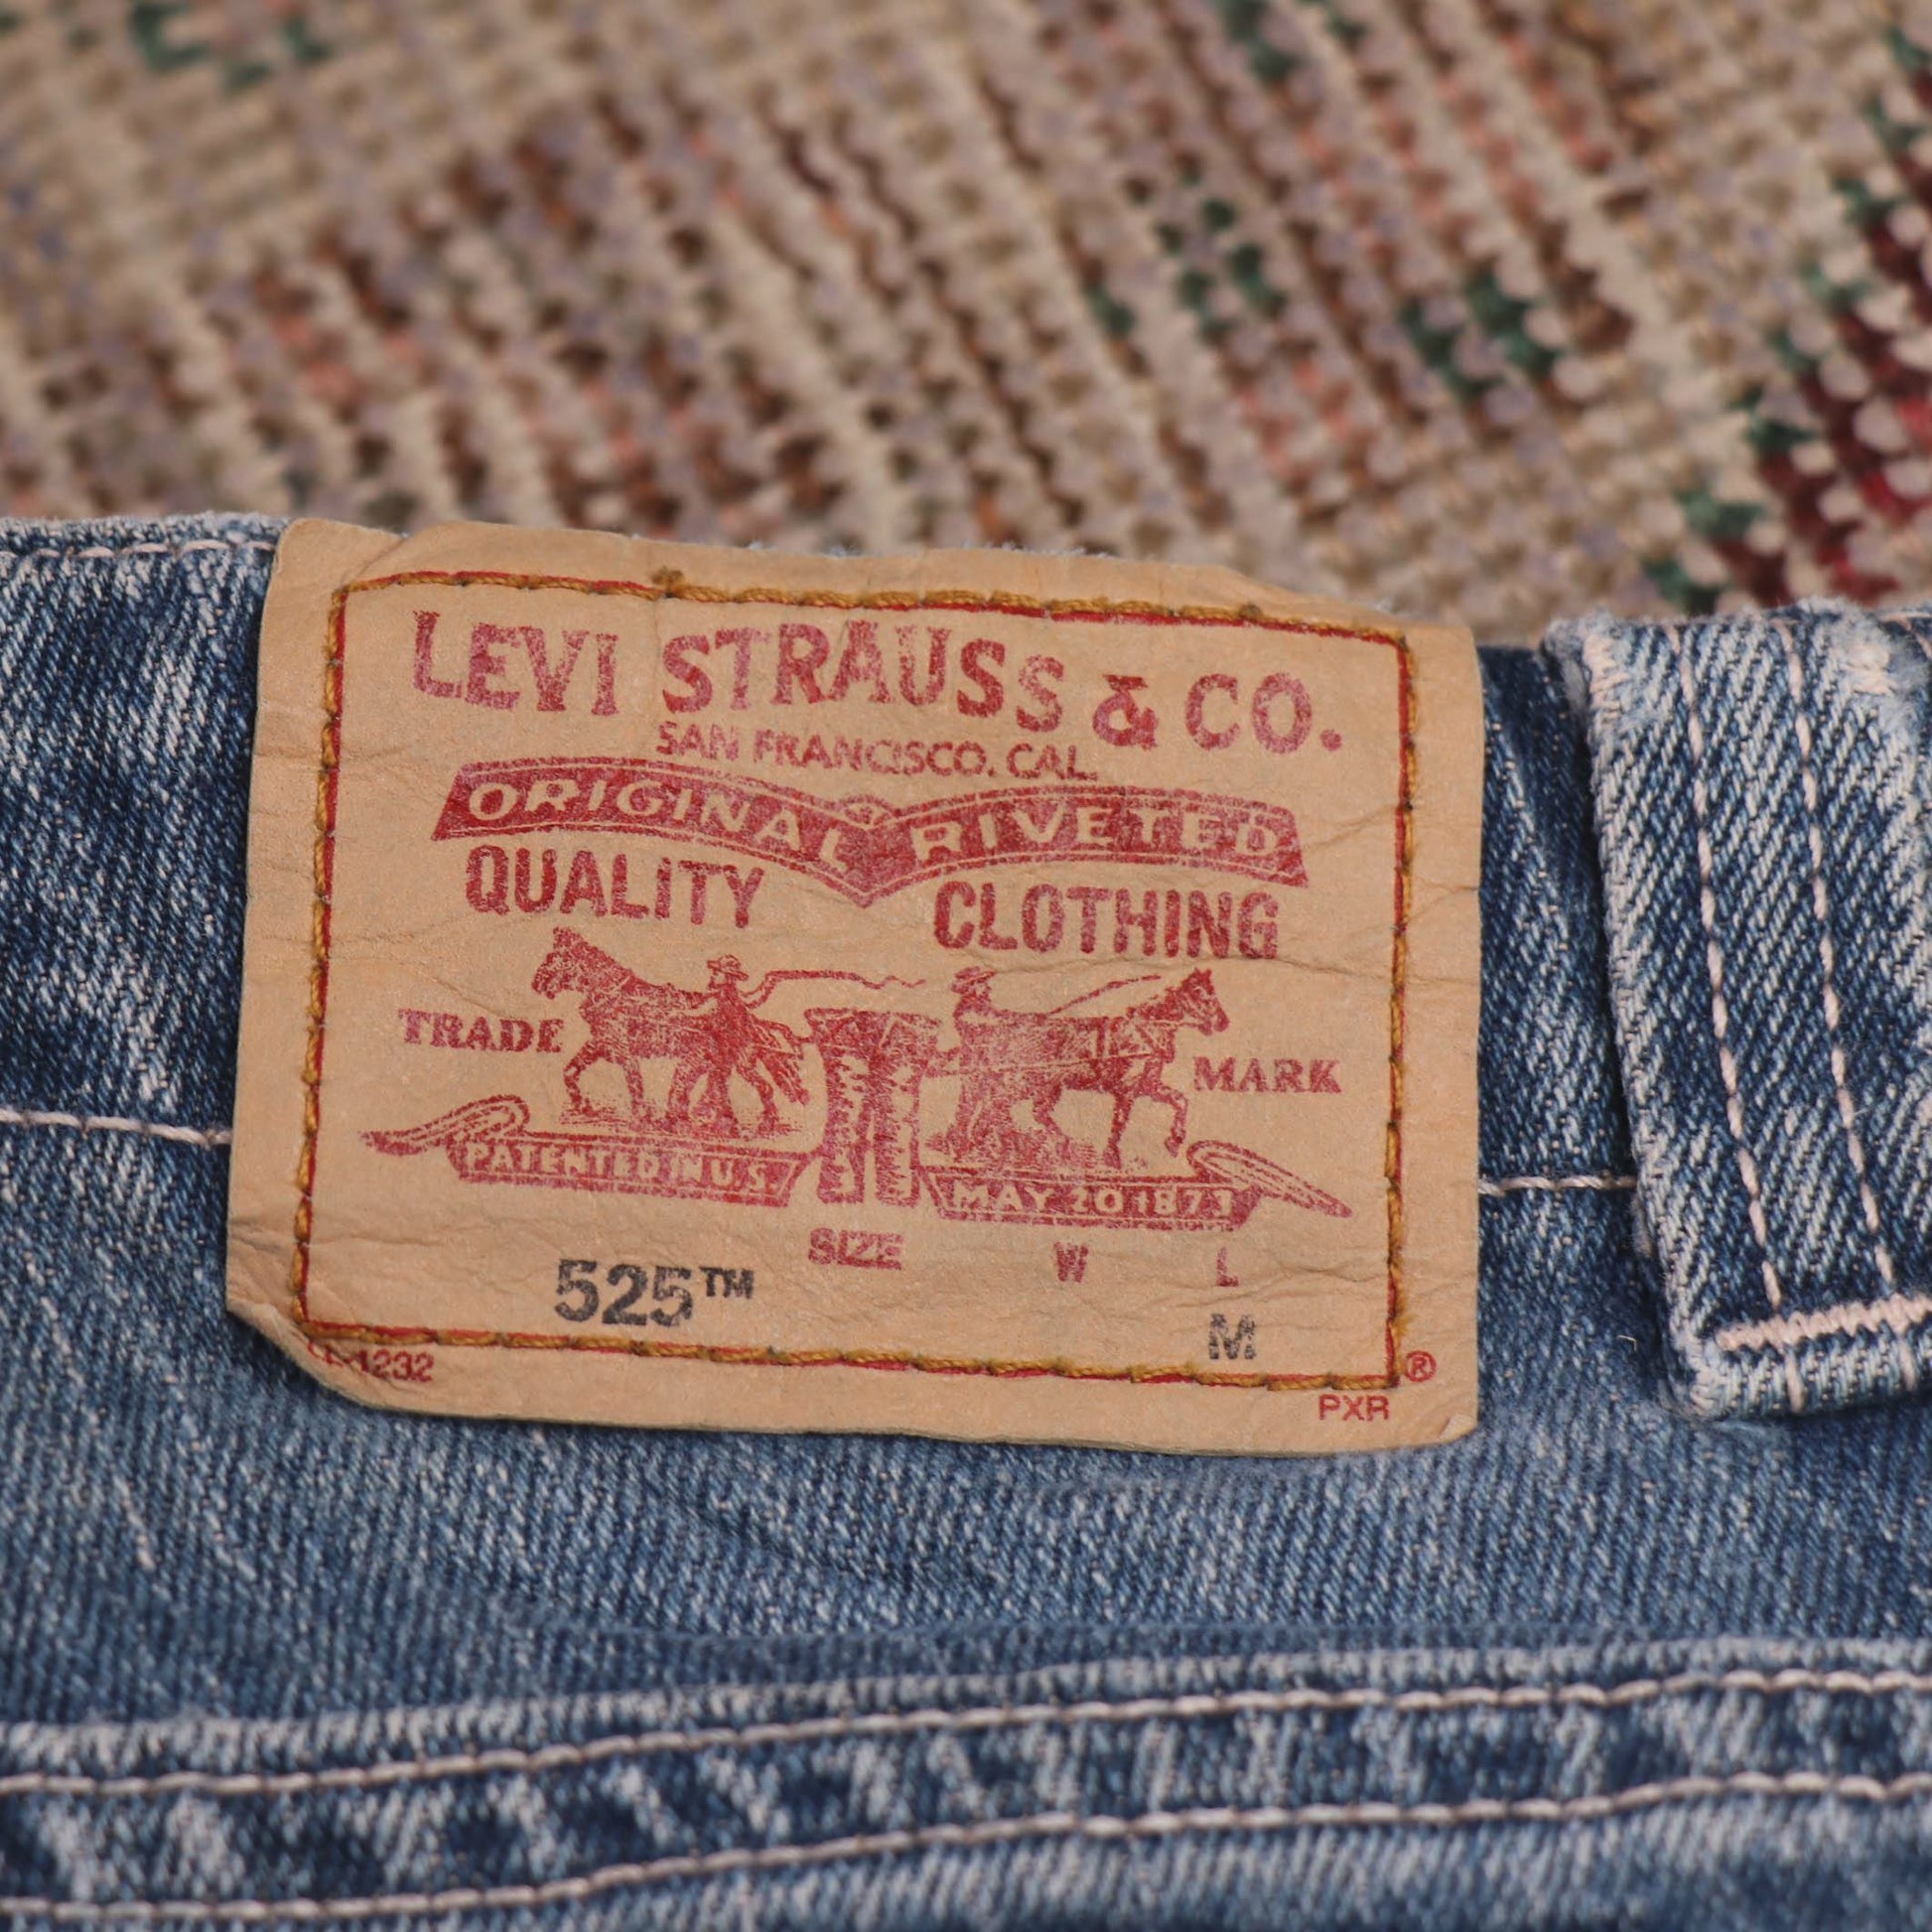 LEVI STRAUSS & CO.
SAN FRANCISCO, CAL.
ORIGINAL RIVETED
QUALITY CLOTHING
TRADE MARK
PATENTED IN U.S. MAY 20 1873
SIZE W L
525™ M
1232 ®
PXR